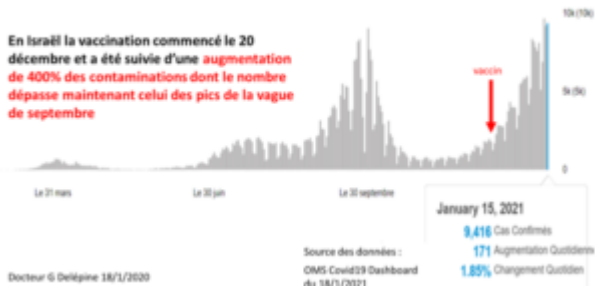 10k (10k)
En Israël la vaccination commencé le 20
décembre et a été suivie d'une augmentation
de 400% des contaminations dont le nombre
dépasse maintenant celui des pics de la vague
de septembre
vaccin
5k (5k)
0
Le 31 mars
Le 30 juin
Le 30 septembre
January 15, 2021
9,416 Cas Confirmés
171 Augmentation Quotidienne
1.85% Changement Quotidien
Source des données :
OMS Covid19 Dashboard
du 18/1/2021
Docteur G Delépine 18/1/2020